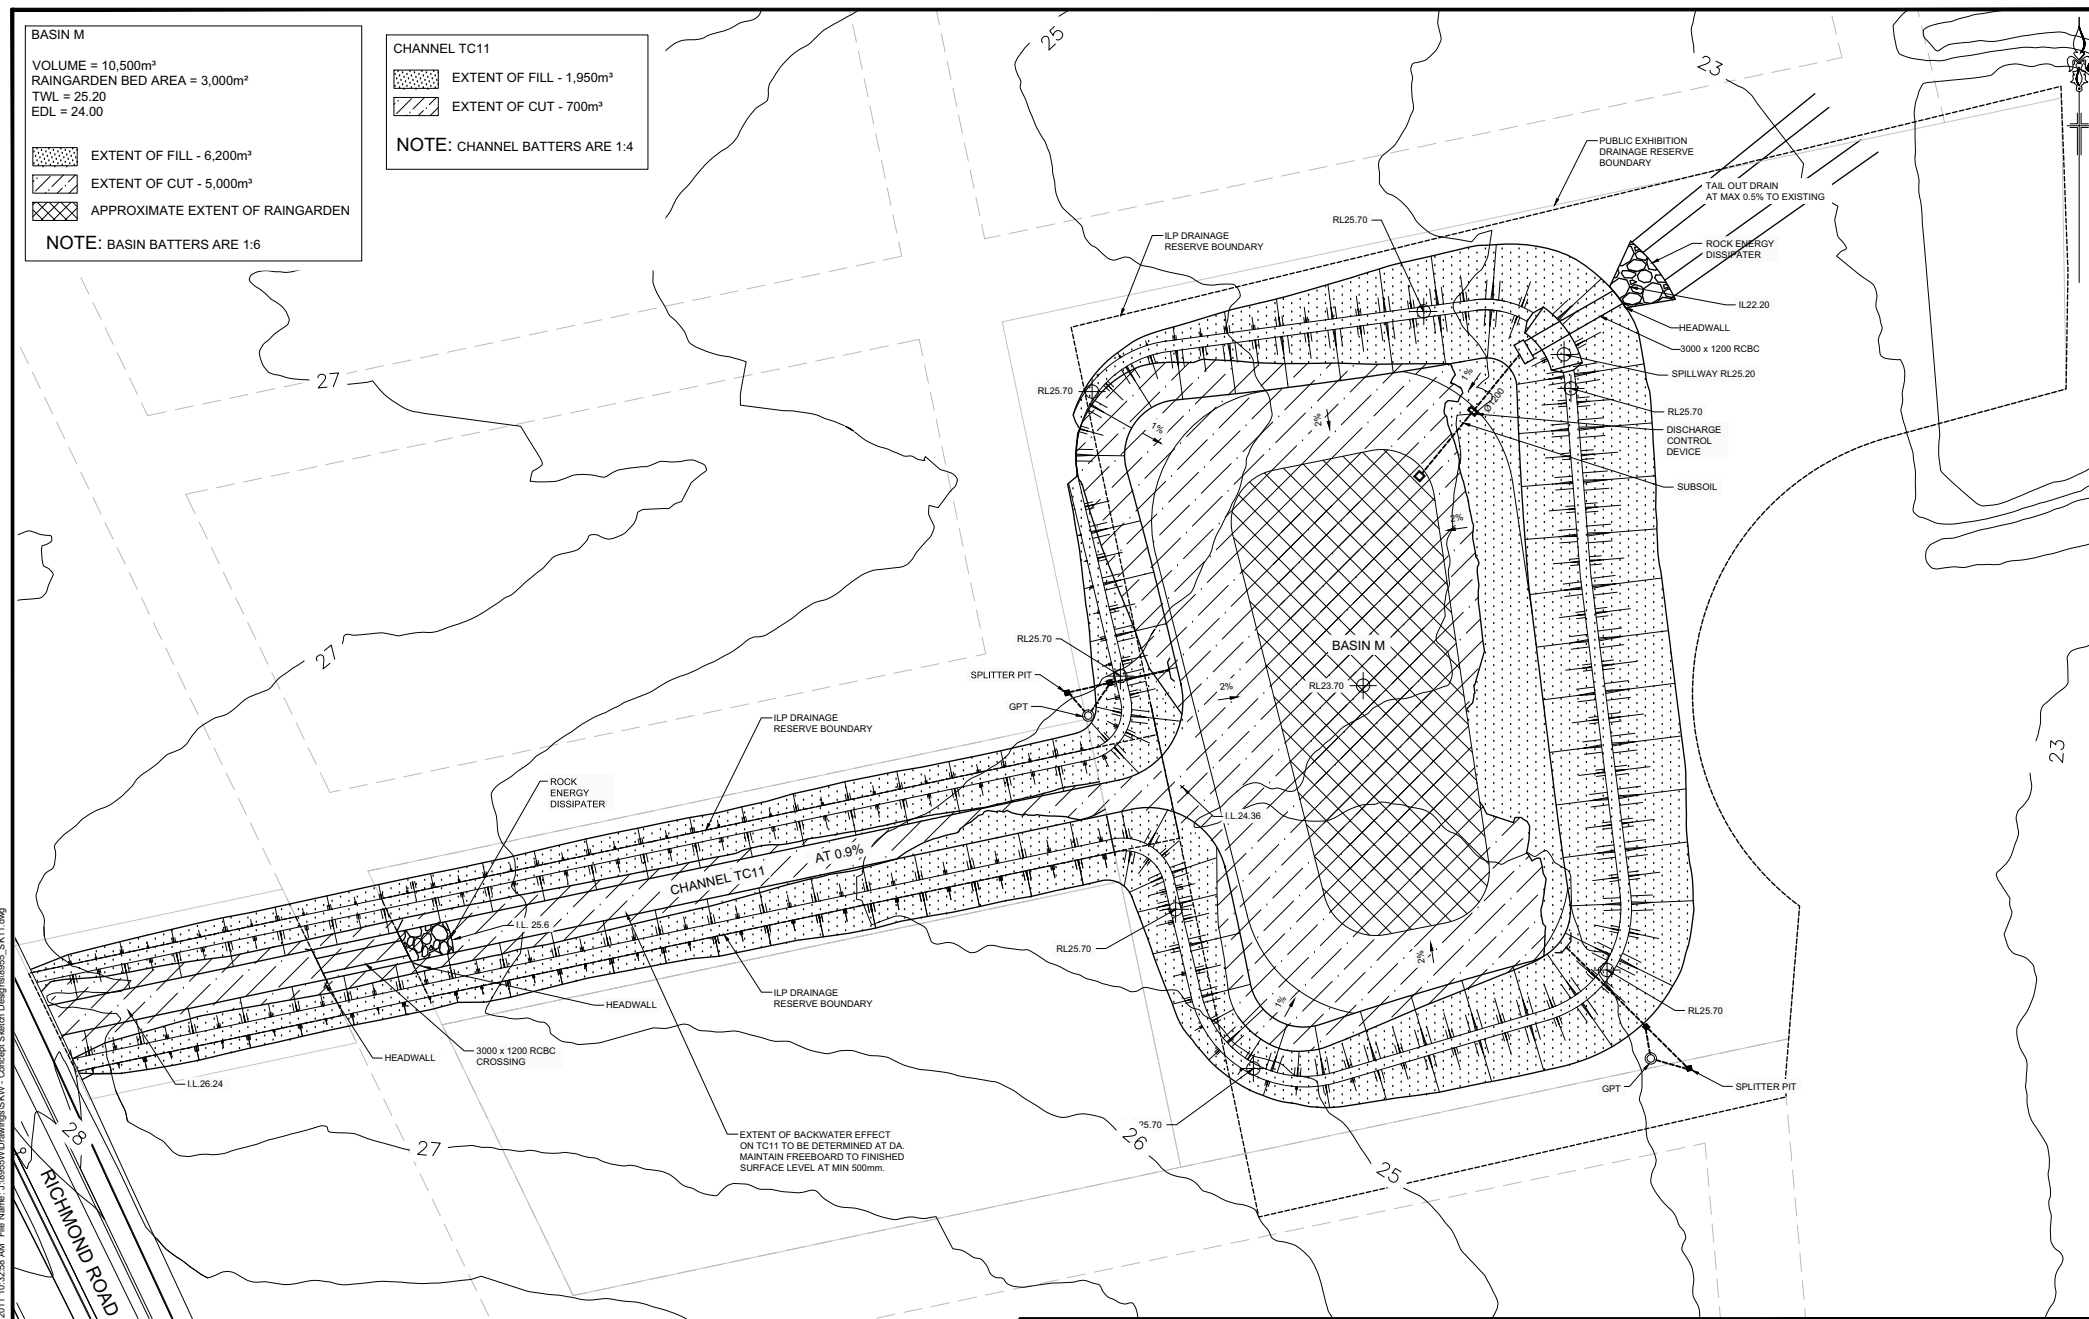 BASIN M
VOLUME = 10,500m³
RAINGARDEN BED AREA = 3,000m²
TWL = 25.20
EDL = 24.00
EXTENT OF FILL - 6,200m³
EXTENT OF CUT - 5,000m³
APPROXIMATE EXTENT OF RAINGARDEN
NOTE: BASIN BATTERS ARE 1:6
CHANNEL TC11
EXTENT OF FILL - 1,950m³
EXTENT OF CUT - 700m³
NOTE: CHANNEL BATTERS ARE 1:4
25
23
PUBLIC EXHIBITION
DRAINAGE RESERVE
BOUNDARY
TAIL OUT DRAIN
AT MAX 0.5% TO EXISTING
RL25.70
ILP DRAINAGE
RESERVE BOUNDARY
ROCK ENERGY
DISSIPATER
IL22.20
HEADWALL
3000 x 1200 RCBC
SPILLWAY RL25.20
RL25.70
DISCHARGE
CONTROL
DEVICE
SUBSOIL
27
RL25.70
1%
2%
1%
Ø1200
2%
27
RL25.70
SPLITTER PIT
GPT
BASIN M
RL23.70
2%
ILP DRAINAGE
RESERVE BOUNDARY
23
ROCK
ENERGY
DISSIPATER
I.L.24.36
AT 0.9%
CHANNEL TC11
I.L. 25.6
RL25.70
2%
1%
HEADWALL
ILP DRAINAGE
RESERVE BOUNDARY
RL25.70
HEADWALL
3000 x 1200 RCBC
CROSSING
I.L.26.24
GPT
SPLITTER PIT
28
27
EXTENT OF BACKWATER EFFECT
ON TC11 TO BE DETERMINED AT DA.
MAINTAIN FREEBOARD TO FINISHED
SURFACE LEVEL AT MIN 500mm.
25.70
26
25
RICHMOND ROAD